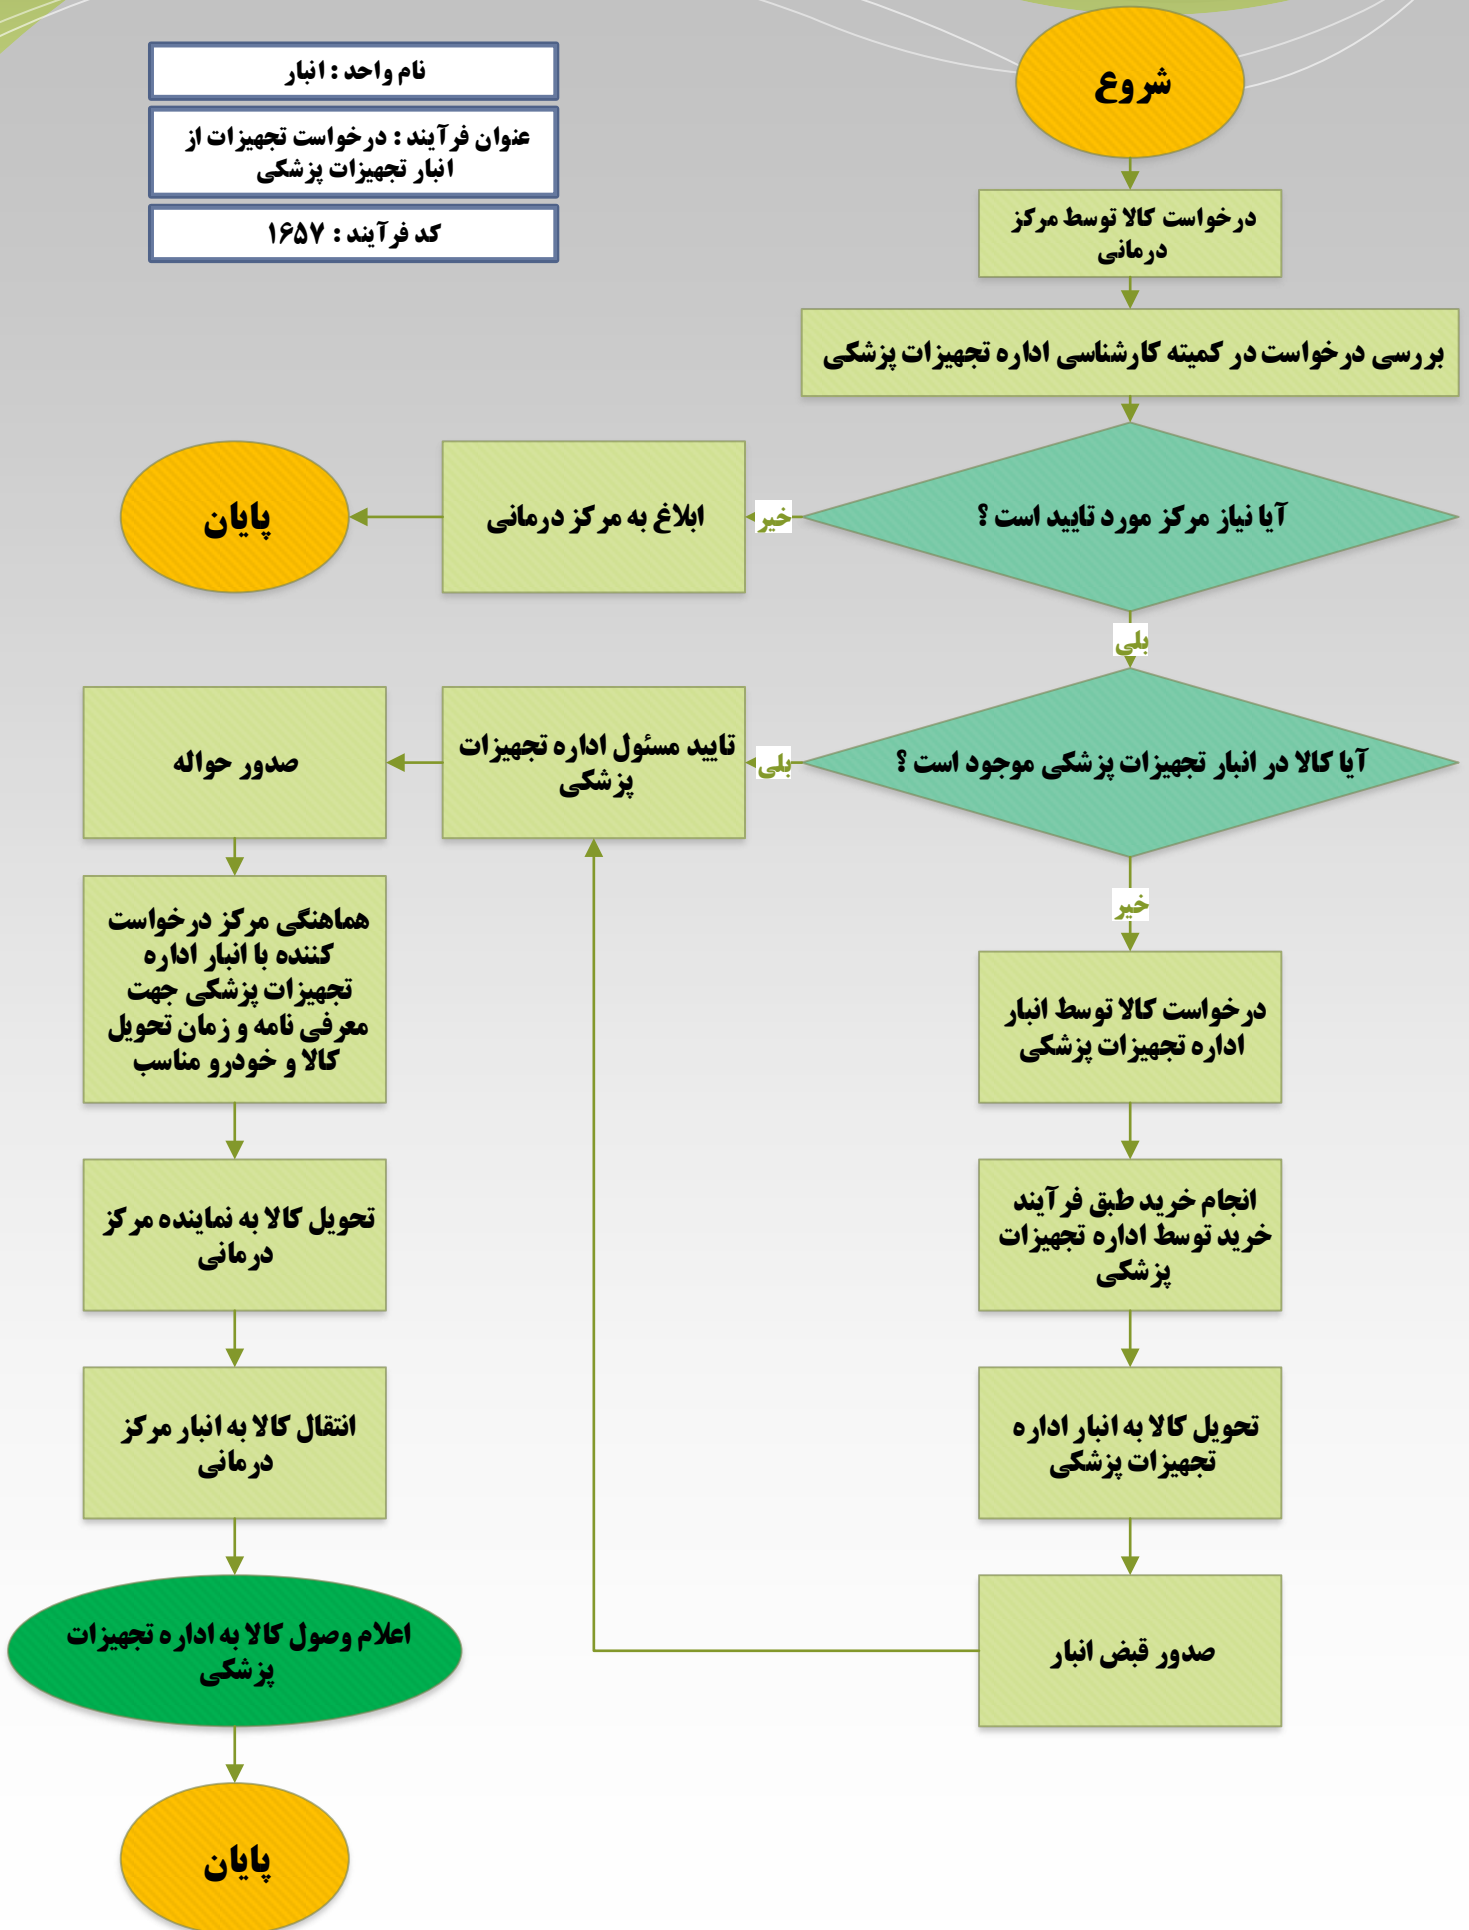 نام واحد : انبار
عنوان فرآیند : درخواست تجهیزات از
انبار تجهیزات پزشکی
کد فرآیند : ۱۶۵۷
شروع
درخواست کالا توسط مرکز
درمانی
بررسی درخواست در کمیته کارشناسی اداره تجهیزات پزشکی
آیا نیاز مرکز مورد تایید است ؟
خیر
ابلاغ به مرکز درمانی
پایان
بلی
آیا کالا در انبار تجهیزات پزشکی موجود است ؟
بلی
تایید مسئول اداره تجهیزات
پزشکی
صدور حواله
خیر
درخواست کالا توسط انبار
اداره تجهیزات پزشکی
انجام خرید طبق فرآیند
خرید توسط اداره تجهیزات
پزشکی
تحویل کالا به انبار اداره
تجهیزات پزشکی
صدور قبض انبار
هماهنگی مرکز درخواست
کننده با انبار اداره
تجهیزات پزشکی جهت
معرفی نامه و زمان تحویل
کالا و خودرو مناسب
تحویل کالا به نماینده مرکز
درمانی
انتقال کالا به انبار مرکز
درمانی
اعلام وصول کالا به اداره تجهیزات
پزشکی
پایان